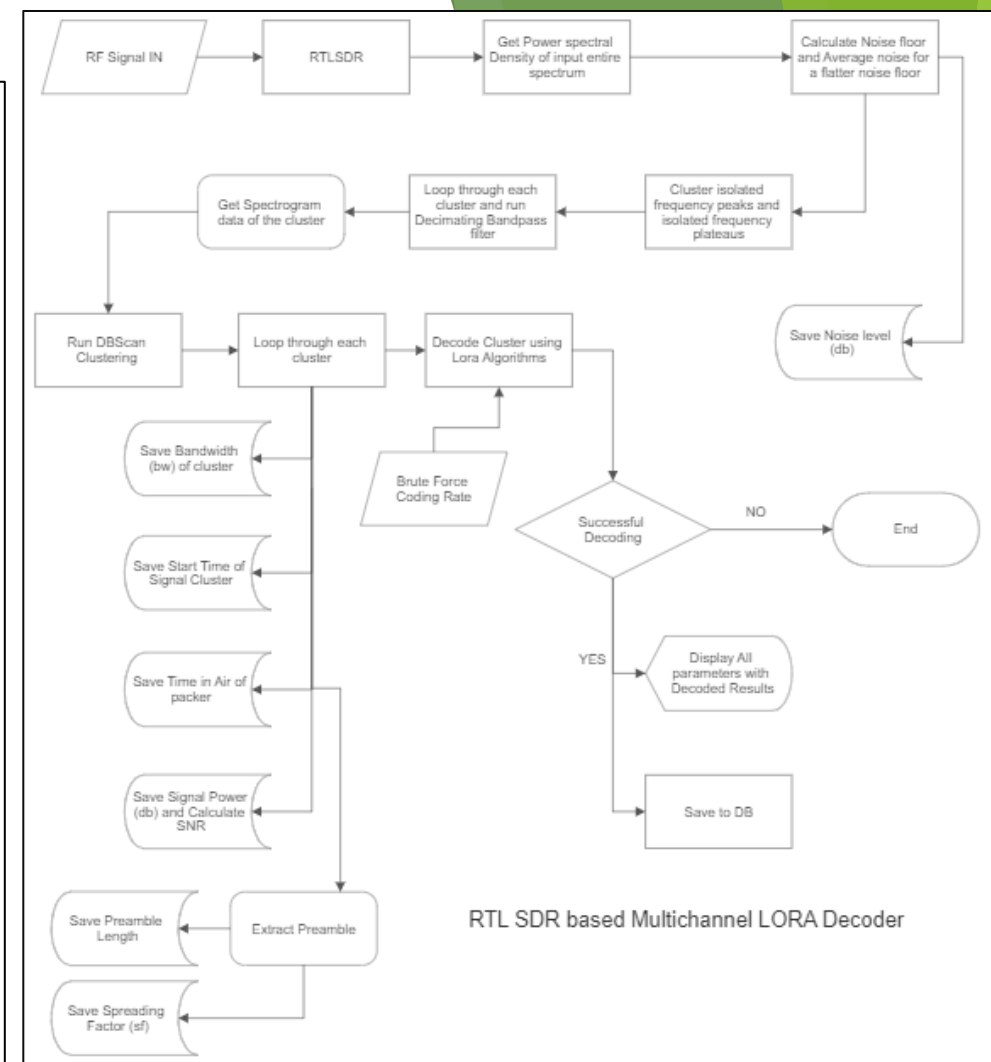 RF Signal IN
RTLSDR
Get Power spectral
Density of input entire
spectrum
Calculate Noise floor
and Average noise for
a flatter noise floor
Get Spectrogram
data of the cluster
Loop through each
cluster and run
Decimating Bandpass
filter
Cluster isolated
frequency peaks and
isolated frequency
plateaus
Save Noise level
(db)
Run DBScan
Clustering
Loop through each
cluster
Decode Cluster using
Lora Algorithms
Save Bandwidth
(bw) of cluster
Brute Force
Coding Rate
Successful
Decoding
NO
End
Save Start Time of
Signal Cluster
YES
Display All
parameters with
Decoded Results
Save Time in Air of
packer
Save Signal Power
(db) and Calculate
SNR
Save to DB
Save Preamble
Length
Extract Preamble
RTL SDR based Multichannel LORA Decoder
Save Spreading
Factor (sf)